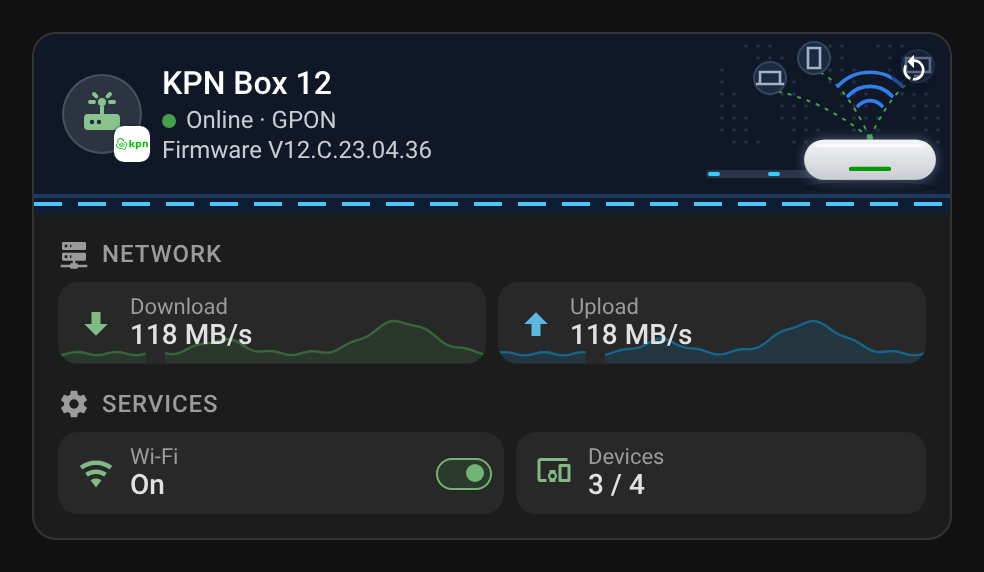 KPN Box 12
Online · GPON
kpn
Firmware V12.C.23.04.36
NETWORK
Download
118 MB/s
Upload
118 MB/s
SERVICES
Wi-Fi
On
Devices
3 / 4